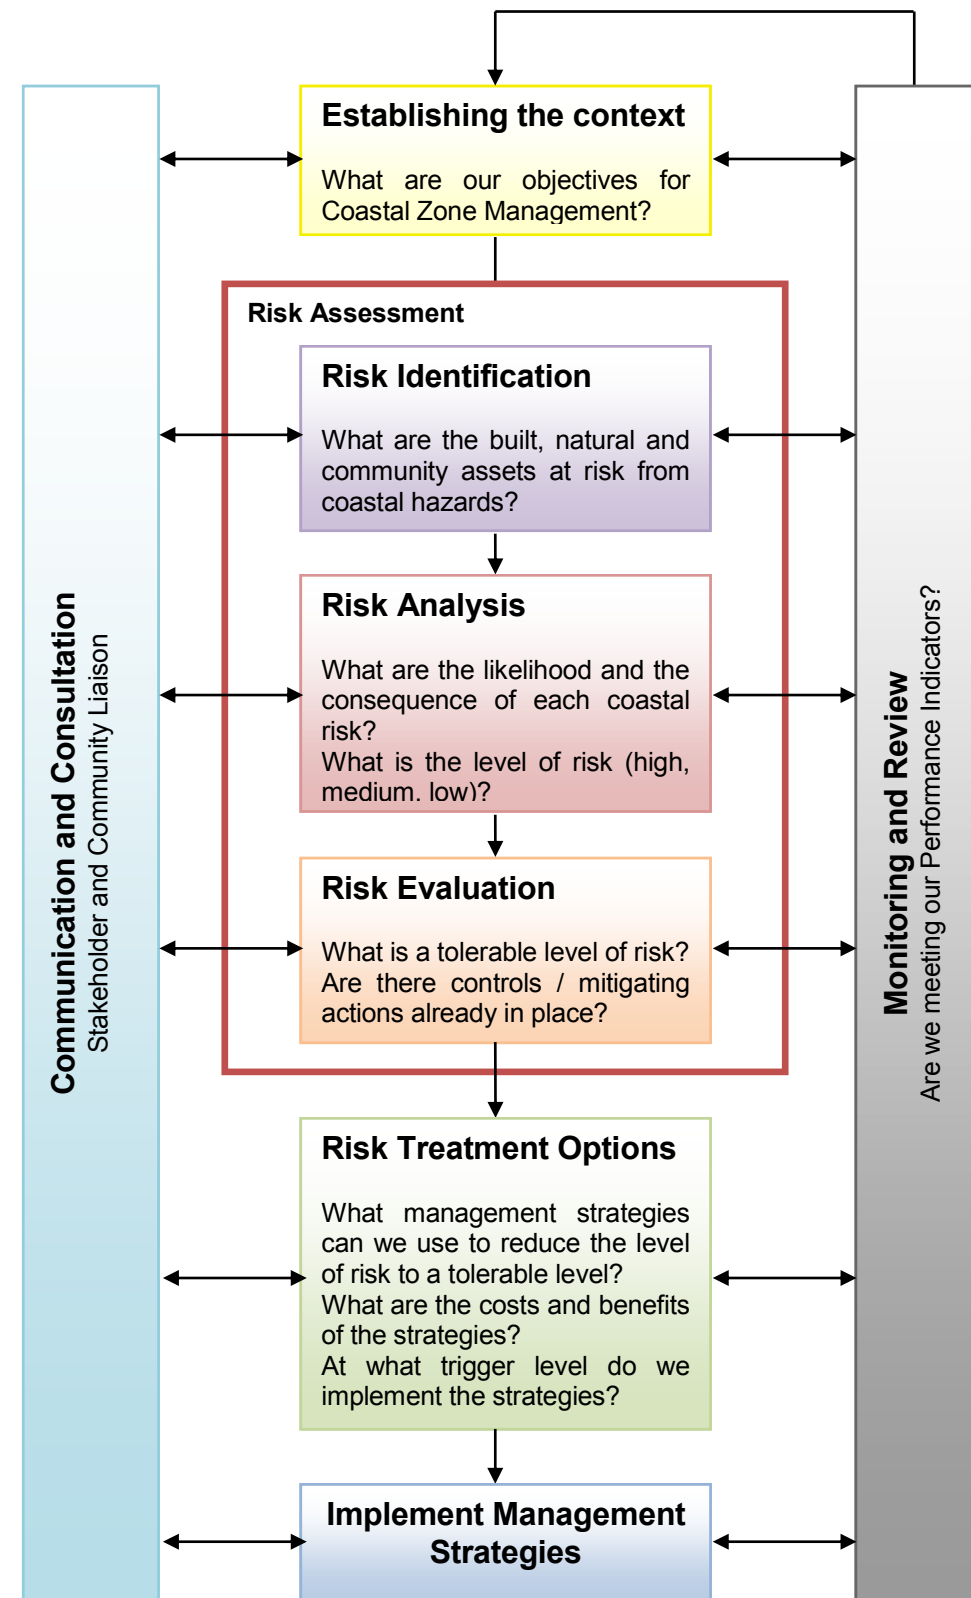 Establishing the context
What are our objectives for
Coastal Zone Management?
Risk Assessment
Risk Identification
What are the built, natural and
community assets at risk from
coastal hazards?
Risk Analysis
What are the likelihood and the
consequence of each coastal
risk?
What is the level of risk (high,
medium, low)?
Risk Evaluation
What is a tolerable level of risk?
Are there controls / mitigating
actions already in place?
Risk Treatment Options
What management strategies
can we use to reduce the level
of risk to a tolerable level?
What are the costs and benefits
of the strategies?
At what trigger level do we
implement the strategies?
Implement Management
Strategies
Communication and Consultation
Stakeholder and Community Liaison
Monitoring and Review
Are we meeting our Performance Indicators?